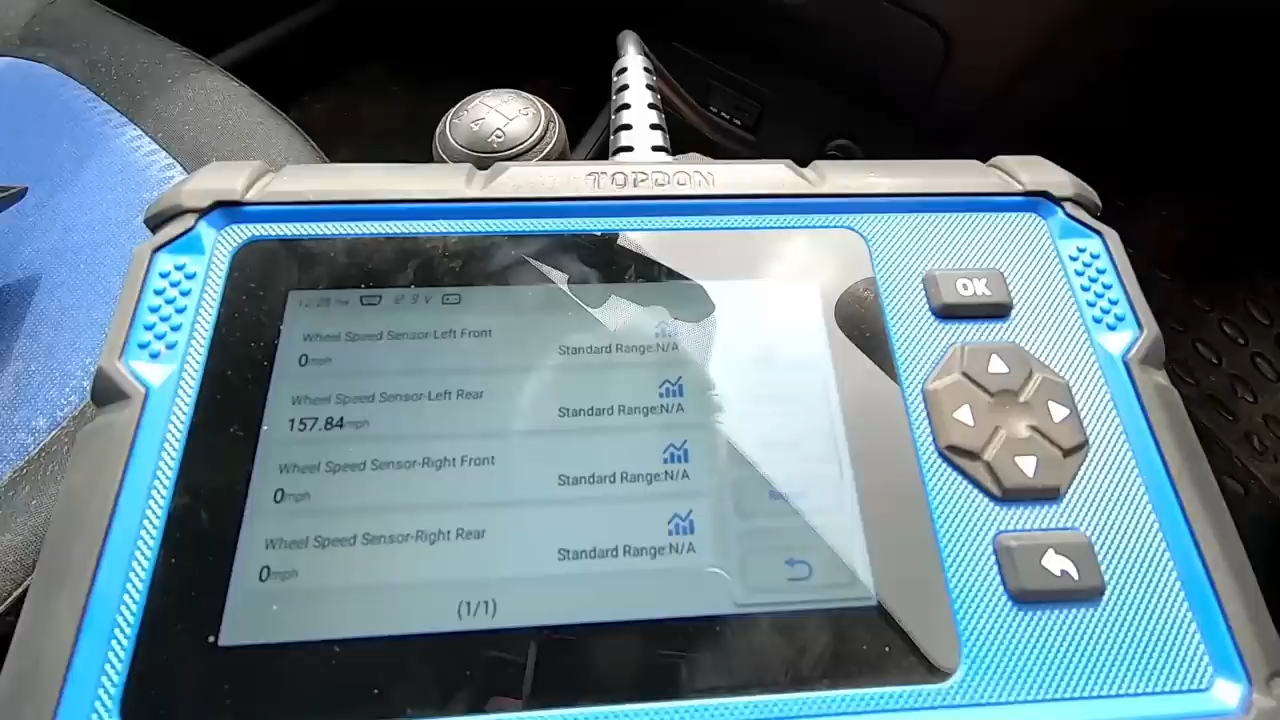 TOPDON
Wheel Speed Sensor-Left Front
0mph
Standard Range:N/A
Wheel Speed Sensor-Left Rear
157.84mph
Standard Range:N/A
Wheel Speed Sensor-Right Front
0mph
Standard Range:N/A
Wheel Speed Sensor-Right Rear
0mph
Standard Range:N/A
(1/1)
OK